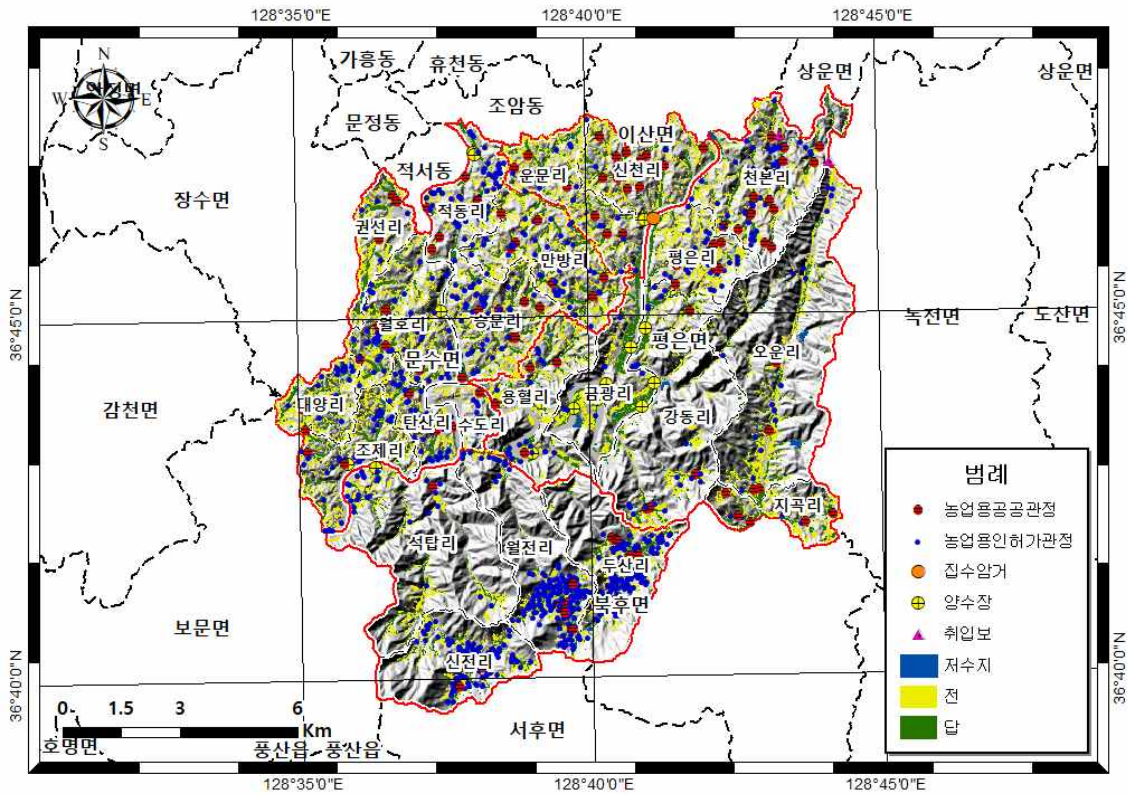 128°35'0"E
128°40'0"E
128°45'0"E
가흥동
휴천동
상운면
상운면
N
W
E
S
조암동
문정동
이산면
적서동
운문리
신천리
천본리
장수면
권선리
적동리
만방리
평은리
36°45'0"N
36°45'0"N
월호리
승문리
평은면
녹전면
도산면
문수면
오운리
감천면
대양리
용혈리
금광리
탄산리
수도리
강동리
조제리
지곡리
석탑리
월전리
두산리
북후면
보문면
신전리
36°40'0"N
36°40'0"N
범례
농업용공공관정
농업용인허가관정
집수암거
양수장
취입보
저수지
전
답
0
1.5
3
6
Km
서후면
호명면
풍산읍
풍산읍
128°35'0"E
128°40'0"E
128°45'0"E